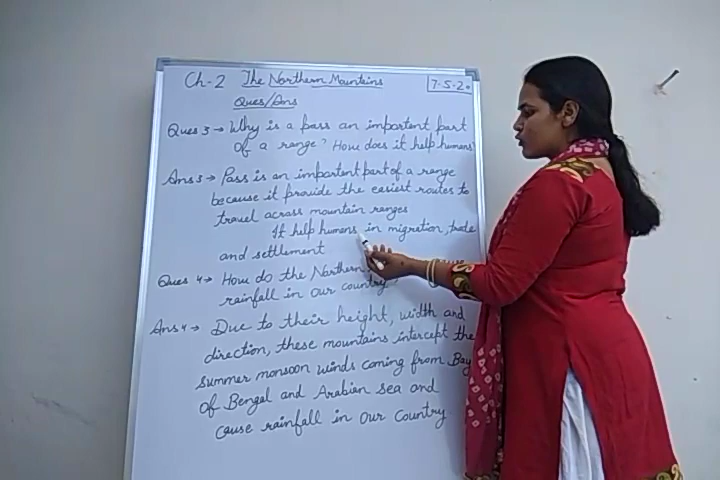 Ch-2 The Northern Mountains 7-5-20
Ques/Ans
Ques 3 → Why is a pass an important part
of a range? How does it help humans
Ans 3 → Pass is an important part of a range
because it provide the easiest routes to
travel across mountain ranges
It help humans in migration, trade
and settlement
Ques 4 → How do the Northern
rainfall in our country
Ans 4 → Due to their height, width and
direction, these mountains intercept the
summer monsoon winds coming from Bay
of Bengal and Arabian sea and
cause rainfall in our Country